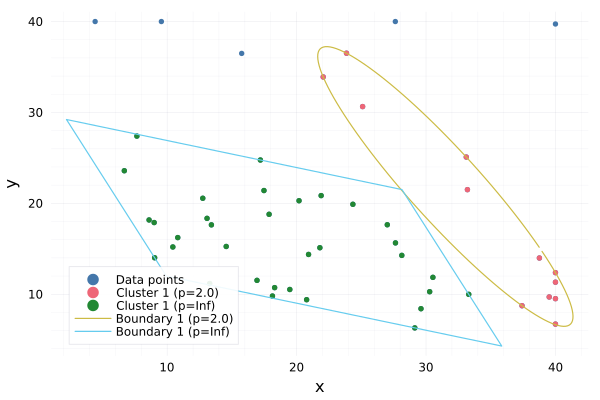 40
30
20
10
y
Data points
Cluster 1 (p=2.0)
Cluster 1 (p=Inf)
Boundary 1 (p=2.0)
Boundary 1 (p=Inf)
10 20 30 40
x